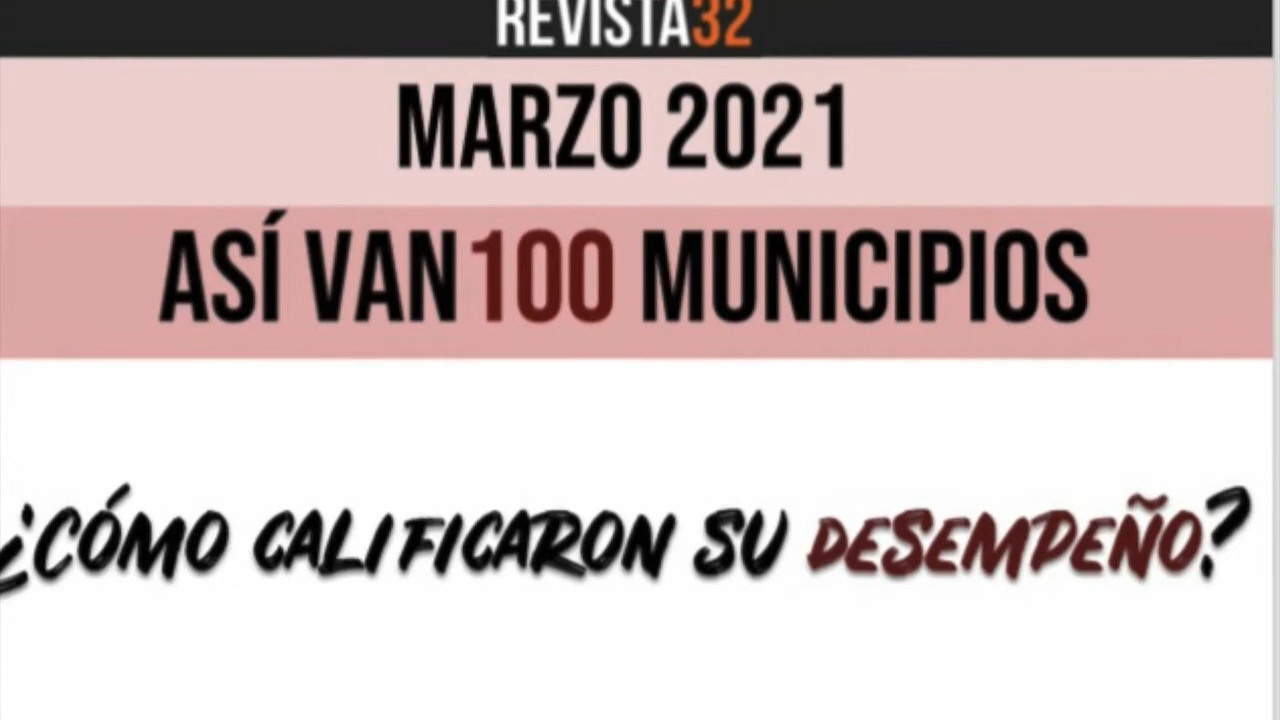 REVISTA32
MARZO 2021
ASÍ VAN 100 MUNICIPIOS
¿CÓMO CALIFICARON SU DESEMPEÑO?